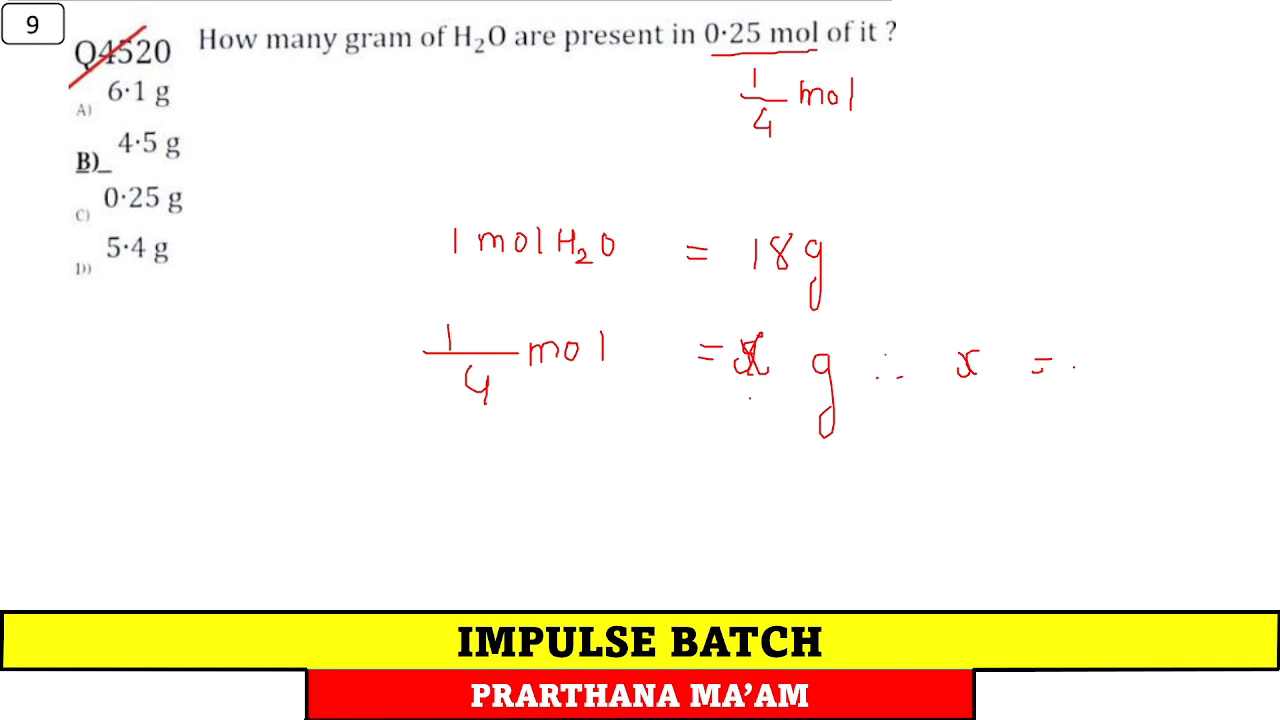 9
Q4520 How many gram of H₂O are present in 0·25 mol of it ?
A) 6·1 g
B) 4·5 g
C) 0·25 g
D) 5·4 g
1/4 mol
1 mol H₂O = 18 g
1/4 mol = x g ∴ x =
IMPULSE BATCH
PRARTHANA MA’AM